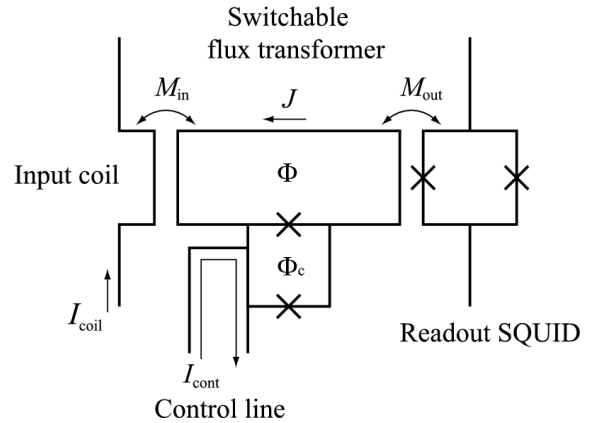 Switchable
flux transformer
M_in
J
M_out
Input coil
Φ
Φ_c
I_coil
Readout SQUID
I_cont
Control line